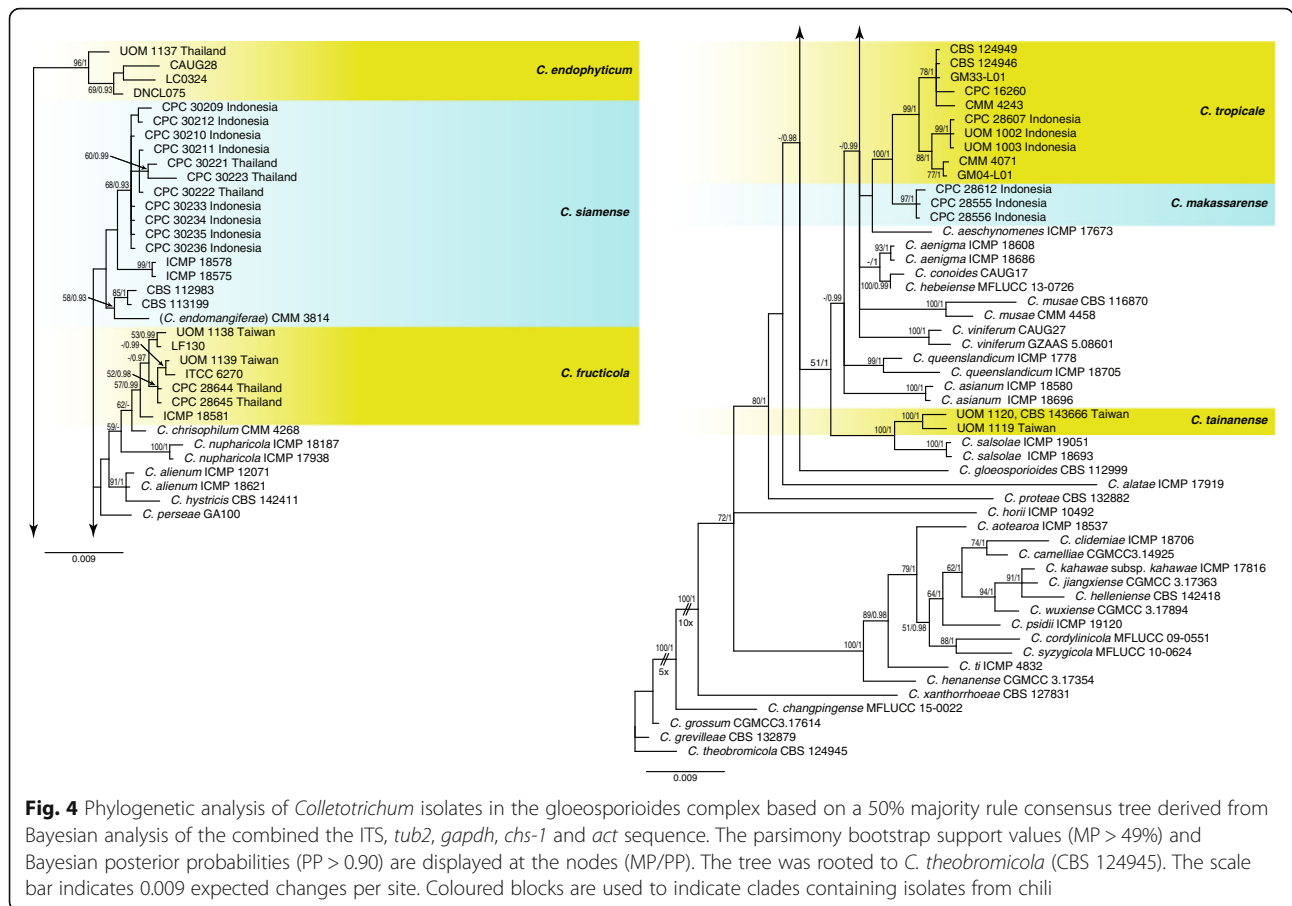 UOM 1137 Thailand
96/1
CAUG28
LC0324
69/0.93
DNCL075
C. endophyticum
CPC 30209 Indonesia
CPC 30212 Indonesia
CPC 30210 Indonesia
CPC 30211 Indonesia
60/0.99
CPC 30221 Thailand
CPC 30223 Thailand
68/0.93
CPC 30222 Thailand
CPC 30233 Indonesia
CPC 30234 Indonesia
CPC 30235 Indonesia
CPC 30236 Indonesia
C. siamense
99/1
ICMP 18578
ICMP 18575
58/0.93
85/1
CBS 112983
CBS 113199
(C. endomangiferae) CMM 3814
53/0.99
UOM 1138 Taiwan
-/0.99
LF130
-/0.97
UOM 1139 Taiwan
52/0.98
ITCC 6270
57/0.99
CPC 28644 Thailand
CPC 28645 Thailand
62/-
ICMP 18581
C. fructicola
59/-
C. chrisophilum CMM 4268
C. nupharicola ICMP 18187
100/1
C. nupharicola ICMP 17938
C. alienum ICMP 12071
91/1
C. alienum ICMP 18621
C. hystricis CBS 142411
C. perseae GA100
0.009
CBS 124949
78/1
CBS 124946
GM33-L01
99/1
CPC 16260
CMM 4243
C. tropicale
CPC 28607 Indonesia
99/1
UOM 1002 Indonesia
UOM 1003 Indonesia
88/1
CMM 4071
77/1
GM04-L01
-/0.98
-/0.99
100/1
CPC 28612 Indonesia
97/1
CPC 28555 Indonesia
CPC 28556 Indonesia
C. makassarense
C. aeschynomenes ICMP 17673
93/1
C. aenigma ICMP 18608
C. aenigma ICMP 18686
-/1
C. conoides CAUG17
100/0.99
C. hebeiense MFLUCC 13-0726
C. musae CBS 116870
100/1
C. musae CMM 4458
-/0.99
C. viniferum CAUG27
100/1
C. viniferum GZAAS 5.08601
C. queenslandicum ICMP 1778
99/1
C. queenslandicum ICMP 18705
51/1
C. asianum ICMP 18580
100/1
C. asianum ICMP 18696
80/1
100/1
UOM 1120, CBS 143666 Taiwan
100/1
UOM 1119 Taiwan
C. tainanense
100/1
C. salsolae ICMP 19051
C. salsolae ICMP 18693
C. gloeosporioides CBS 112999
C. alatae ICMP 17919
C. proteae CBS 132882
72/1
C. horii ICMP 10492
C. aotearoa ICMP 18537
74/1
C. clidemiae ICMP 18706
C. camelliae CGMCC3.14925
79/1
62/1
C. kahawae subsp. kahawae ICMP 17816
91/1
C. jiangxiense CGMCC 3.17363
94/1
C. helleniense CBS 142418
64/1
C. wuxiense CGMCC 3.17894
100/1
10x
89/0.98
51/0.98
C. psidii ICMP 19120
C. cordylinicola MFLUCC 09-0551
88/1
C. syzygicola MFLUCC 10-0624
100/1
100/1
5x
C. ti ICMP 4832
C. henanense CGMCC 3.17354
C. xanthorrhoeae CBS 127831
C. changpingense MFLUCC 15-0022
C. grossum CGMCC3.17614
C. grevilleae CBS 132879
C. theobromicola CBS 124945
0.009
Fig. 4 Phylogenetic analysis of Colletotrichum isolates in the gloeosporioides complex based on a 50% majority rule consensus tree derived from
Bayesian analysis of the combined the ITS, tub2, gapdh, chs-1 and act sequence. The parsimony bootstrap support values (MP > 49%) and
Bayesian posterior probabilities (PP > 0.90) are displayed at the nodes (MP/PP). The tree was rooted to C. theobromicola (CBS 124945). The scale
bar indicates 0.009 expected changes per site. Coloured blocks are used to indicate clades containing isolates from chili